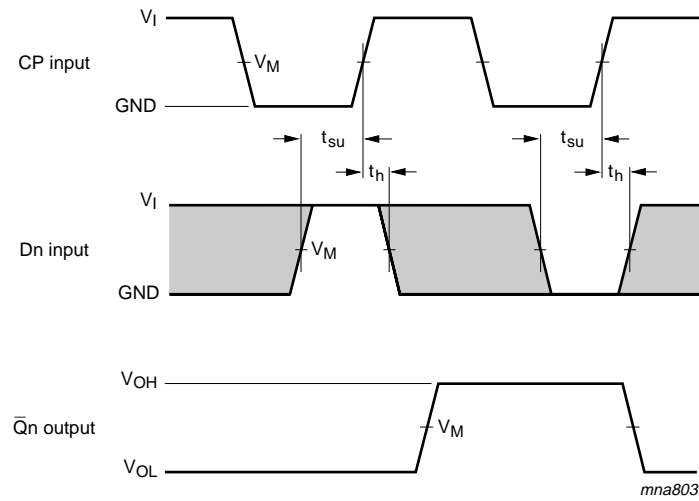 V_I
CP input
V_M
GND
t_su
t_su
t_h
t_h
V_I
Dn input
V_M
GND
V_OH
Q̅n output
V_M
V_OL
mna803